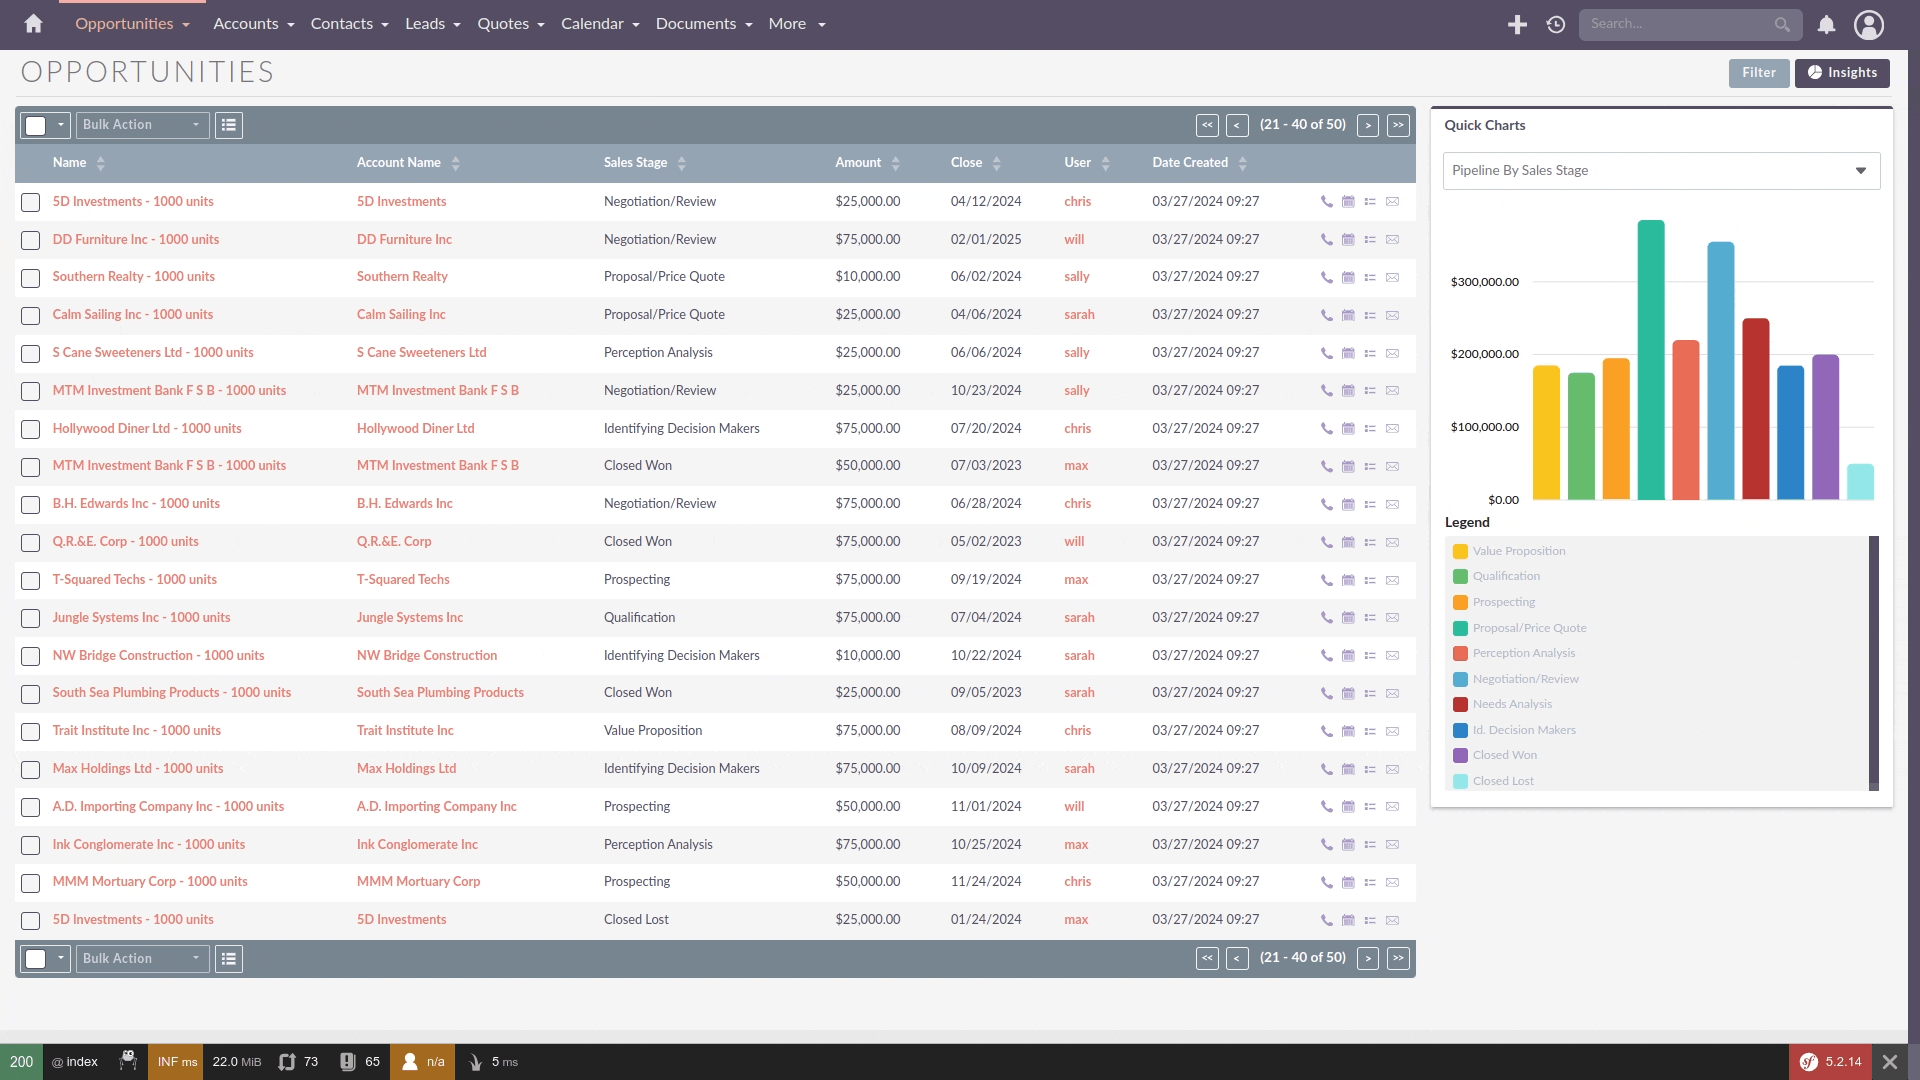 Opportunities Accounts Contacts Leads Quotes Calendar Documents More Search...
OPPORTUNITIES
Filter Insights
Bulk Action << < (21 - 40 of 50) > >>
Name Account Name Sales Stage Amount Close User Date Created
5D Investments - 1000 units 5D Investments Negotiation/Review $25,000.00 04/12/2024 chris 03/27/2024 09:27
DD Furniture Inc - 1000 units DD Furniture Inc Negotiation/Review $75,000.00 02/01/2025 will 03/27/2024 09:27
Southern Realty - 1000 units Southern Realty Proposal/Price Quote $10,000.00 06/02/2024 sally 03/27/2024 09:27
Calm Sailing Inc - 1000 units Calm Sailing Inc Proposal/Price Quote $25,000.00 04/06/2024 sarah 03/27/2024 09:27
S Cane Sweeteners Ltd - 1000 units S Cane Sweeteners Ltd Perception Analysis $25,000.00 06/06/2024 sally 03/27/2024 09:27
MTM Investment Bank F S B - 1000 units MTM Investment Bank F S B Negotiation/Review $25,000.00 10/23/2024 sally 03/27/2024 09:27
Hollywood Diner Ltd - 1000 units Hollywood Diner Ltd Identifying Decision Makers $75,000.00 07/20/2024 chris 03/27/2024 09:27
MTM Investment Bank F S B - 1000 units MTM Investment Bank F S B Closed Won $50,000.00 07/03/2023 max 03/27/2024 09:27
B.H. Edwards Inc - 1000 units B.H. Edwards Inc Negotiation/Review $75,000.00 06/28/2024 chris 03/27/2024 09:27
Q.R.&E. Corp - 1000 units Q.R.&E. Corp Closed Won $75,000.00 05/02/2023 will 03/27/2024 09:27
T-Squared Techs - 1000 units T-Squared Techs Prospecting $75,000.00 09/19/2024 max 03/27/2024 09:27
Jungle Systems Inc - 1000 units Jungle Systems Inc Qualification $75,000.00 07/04/2024 sarah 03/27/2024 09:27
NW Bridge Construction - 1000 units NW Bridge Construction Identifying Decision Makers $10,000.00 10/22/2024 sarah 03/27/2024 09:27
South Sea Plumbing Products - 1000 units South Sea Plumbing Products Closed Won $25,000.00 09/05/2023 sarah 03/27/2024 09:27
Trait Institute Inc - 1000 units Trait Institute Inc Value Proposition $75,000.00 08/09/2024 chris 03/27/2024 09:27
Max Holdings Ltd - 1000 units Max Holdings Ltd Identifying Decision Makers $75,000.00 10/09/2024 sarah 03/27/2024 09:27
A.D. Importing Company Inc - 1000 units A.D. Importing Company Inc Prospecting $50,000.00 11/01/2024 will 03/27/2024 09:27
Ink Conglomerate Inc - 1000 units Ink Conglomerate Inc Perception Analysis $75,000.00 10/25/2024 max 03/27/2024 09:27
MMM Mortuary Corp - 1000 units MMM Mortuary Corp Prospecting $50,000.00 11/24/2024 chris 03/27/2024 09:27
5D Investments - 1000 units 5D Investments Closed Lost $25,000.00 01/24/2024 max 03/27/2024 09:27
Bulk Action << < (21 - 40 of 50) > >>
Quick Charts
Pipeline By Sales Stage
$300,000.00
$200,000.00
$100,000.00
$0.00
Legend
Value Proposition
Qualification
Prospecting
Proposal/Price Quote
Perception Analysis
Negotiation/Review
Needs Analysis
Id. Decision Makers
Closed Won
Closed Lost
200 @ index INF ms 22.0 MiB 73 65 n/a 5 ms sf 5.2.14